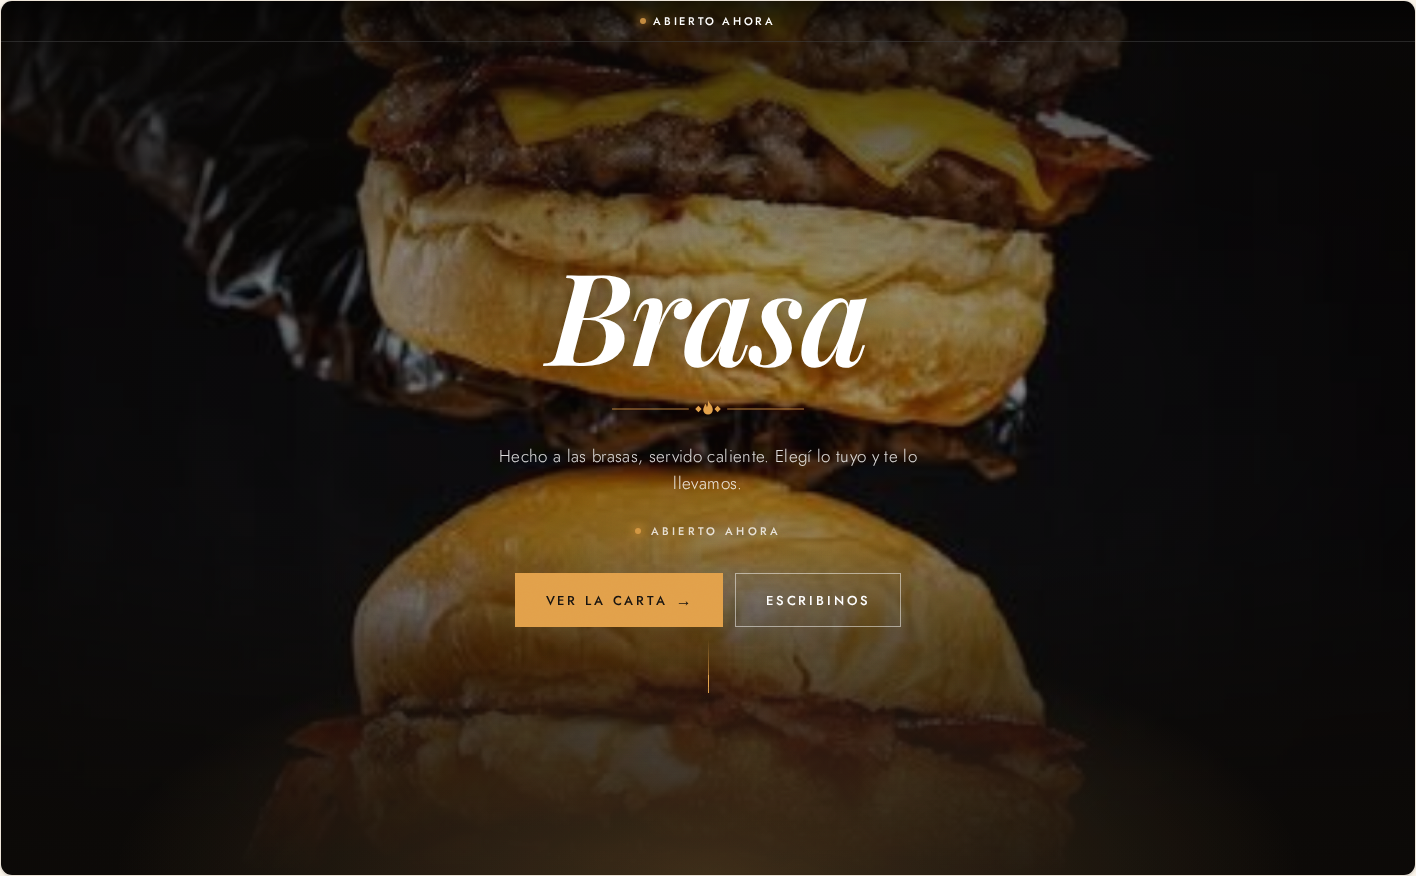 ABIERTO AHORA
Brasa
Hecho a las brasas, servido caliente. Elegí lo tuyo y te lo
llevamos.
ABIERTO AHORA
VER LA CARTA →
ESCRIBINOS